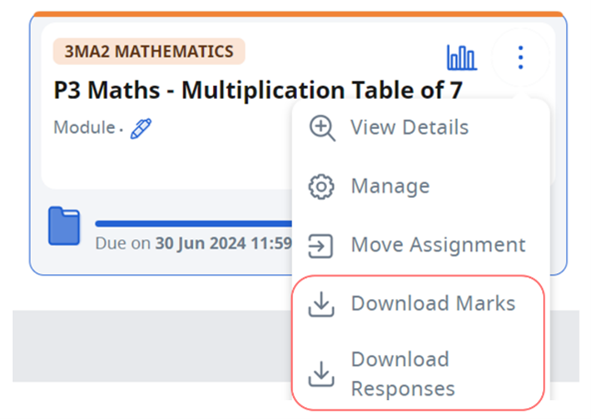 3MA2 MATHEMATICS
P3 Maths - Multiplication Table of 7
Module ·
View Details
Manage
Move Assignment
Due on 30 Jun 2024 11:59
Download Marks
Download
Responses